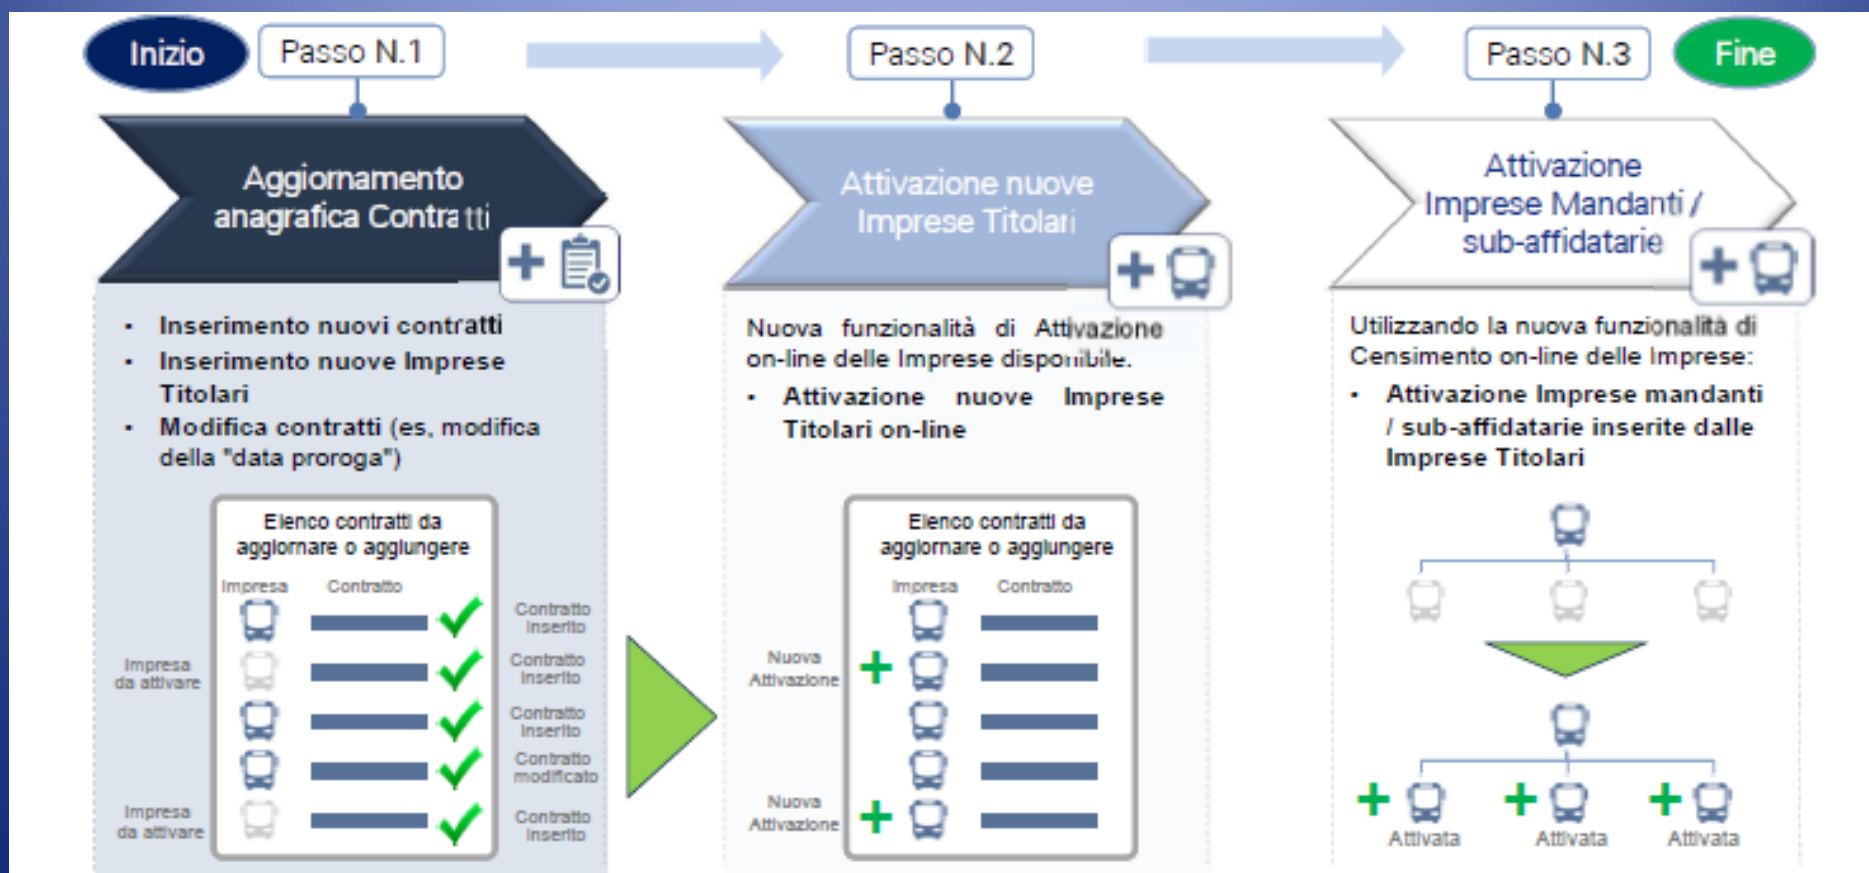 Inizio
Passo N.1
Passo N.2
Passo N.3
Fine
Aggiornamento
anagrafica Contratti
Attivazione nuove
Imprese Titolari
Attivazione
Imprese Mandanti /
sub-affidatarie
• Inserimento nuovi contratti
• Inserimento nuove Imprese
Titolari
• Modifica contratti (es, modifica
della "data proroga")
Elenco contratti da
aggiornare o aggiungere
Impresa Contratto
Contratto
inserito
Impresa
da attivare
Contratto
inserito
Contratto
inserito
Contratto
modificato
Impresa
da attivare
Contratto
inserito
Nuova funzionalità di Attivazione
on-line delle Imprese disponibile.
• Attivazione nuove Imprese
Titolari on-line
Elenco contratti da
aggiornare o aggiungere
Impresa Contratto
Nuova
Attivazione
Nuova
Attivazione
Utilizzando la nuova funzionalità di
Censimento on-line delle Imprese:
• Attivazione Imprese mandanti
/ sub-affidatarie inserite dalle
Imprese Titolari
Attivata Attivata Attivata